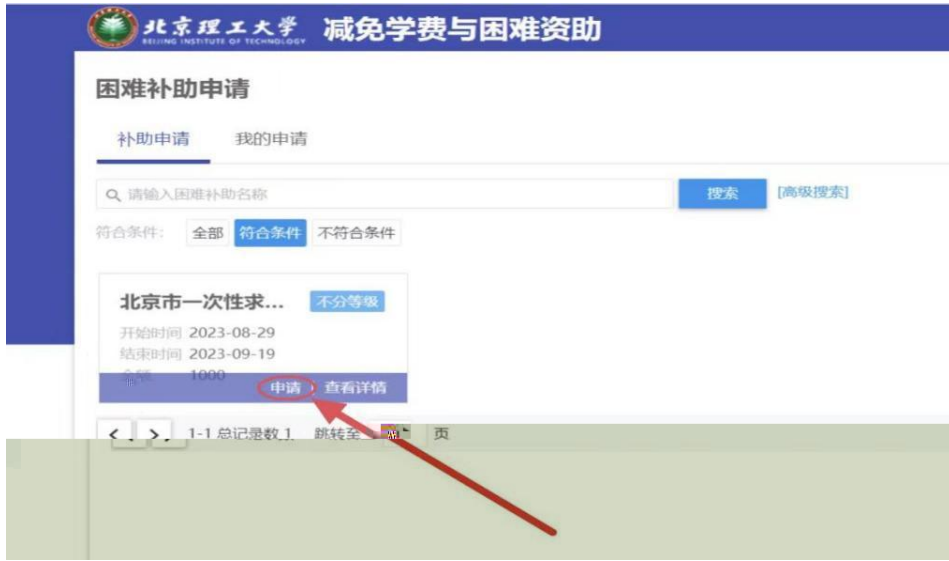 北京理工大学 减免学费与困难资助
BEIJING INSTITUTE OF TECHNOLOGY
困难补助申请
补助申请 我的申请
请输入困难补助名称 搜索 [高级搜索]
符合条件: 全部 符合条件 不符合条件
北京市一次性求... 不分等级
开始时间 2023-08-29
结束时间 2023-09-19
金额 1000
申请 查看详情
< > 1-1 总记录数 1 跳转至 页